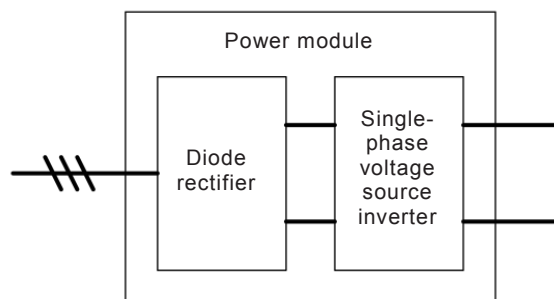 Power module
Diode
rectifier
Single-
phase
voltage
source
inverter